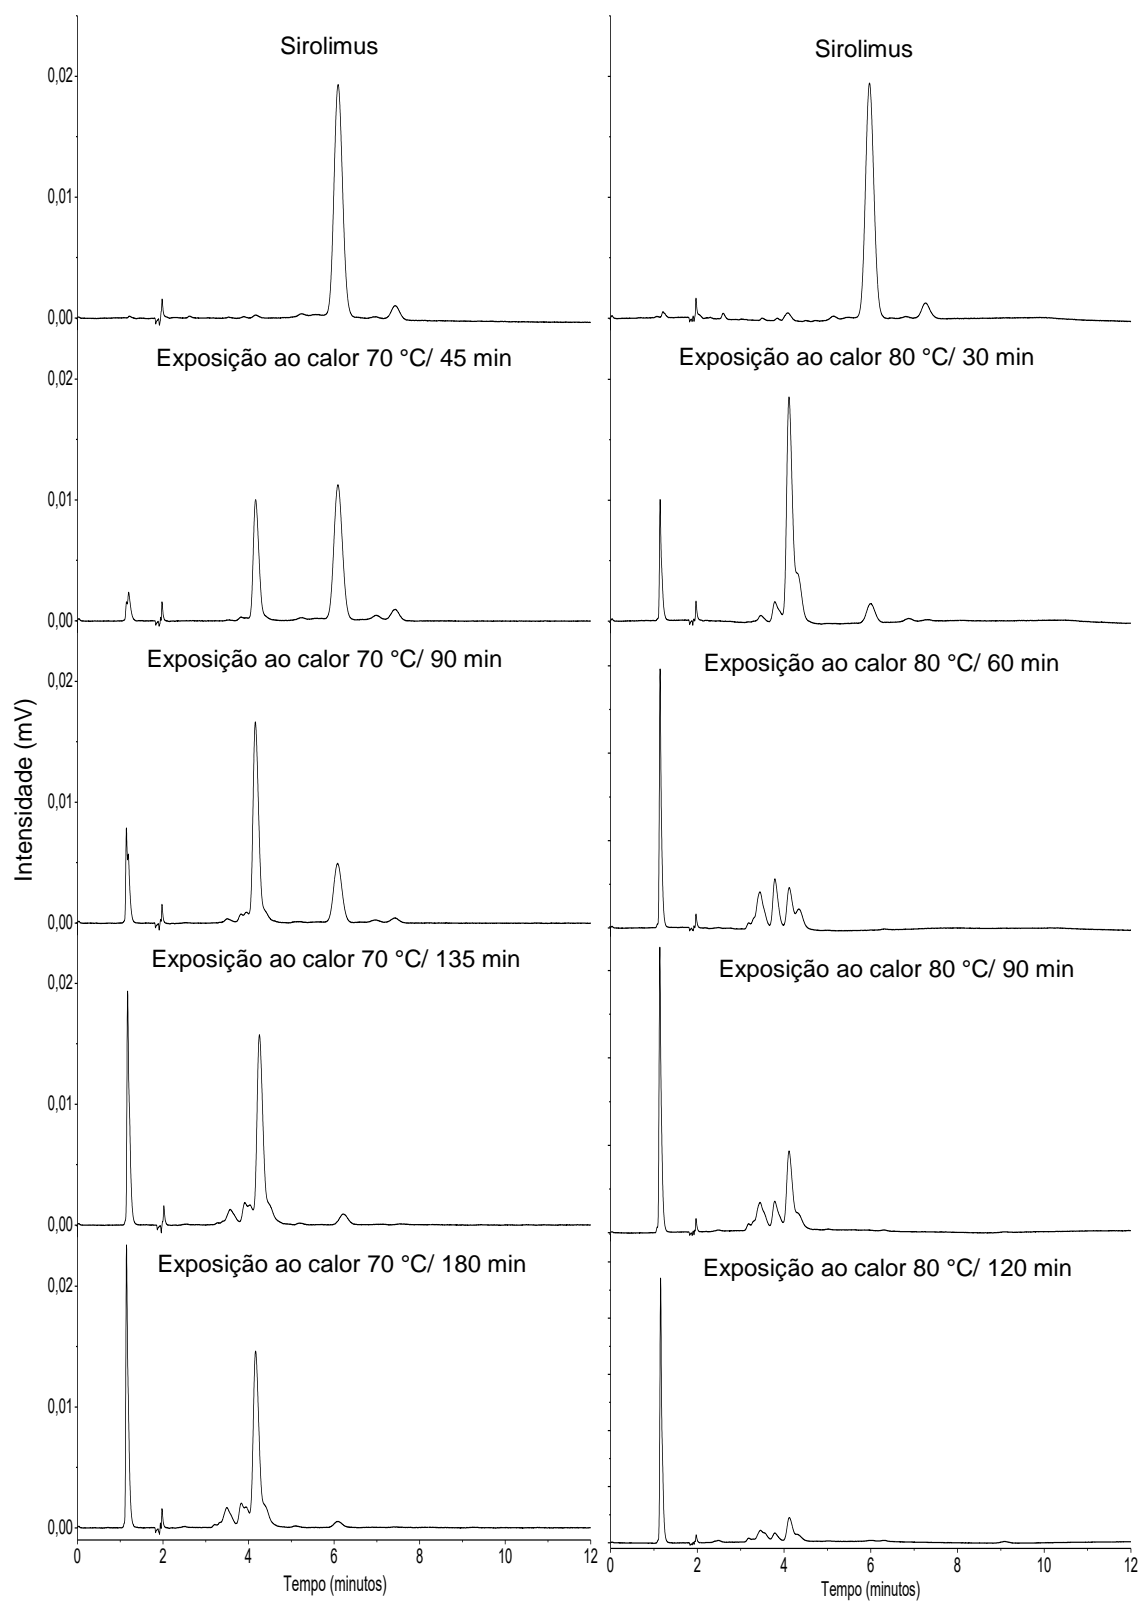 Sirolimus
0,02
0,01
0,00
Exposição ao calor 70 °C/ 45 min
0,02
0,01
0,00
Exposição ao calor 70 °C/ 90 min
0,02
0,01
0,00
Exposição ao calor 70 °C/ 135 min
0,02
0,01
0,00
Exposição ao calor 70 °C/ 180 min
0,02
0,01
0,00
0 2 4 6 8 10 12
Tempo (minutos)
Intensidade (mV)
Sirolimus
Exposição ao calor 80 °C/ 30 min
Exposição ao calor 80 °C/ 60 min
Exposição ao calor 80 °C/ 90 min
Exposição ao calor 80 °C/ 120 min
0 2 4 6 8 10 12
Tempo (minutos)